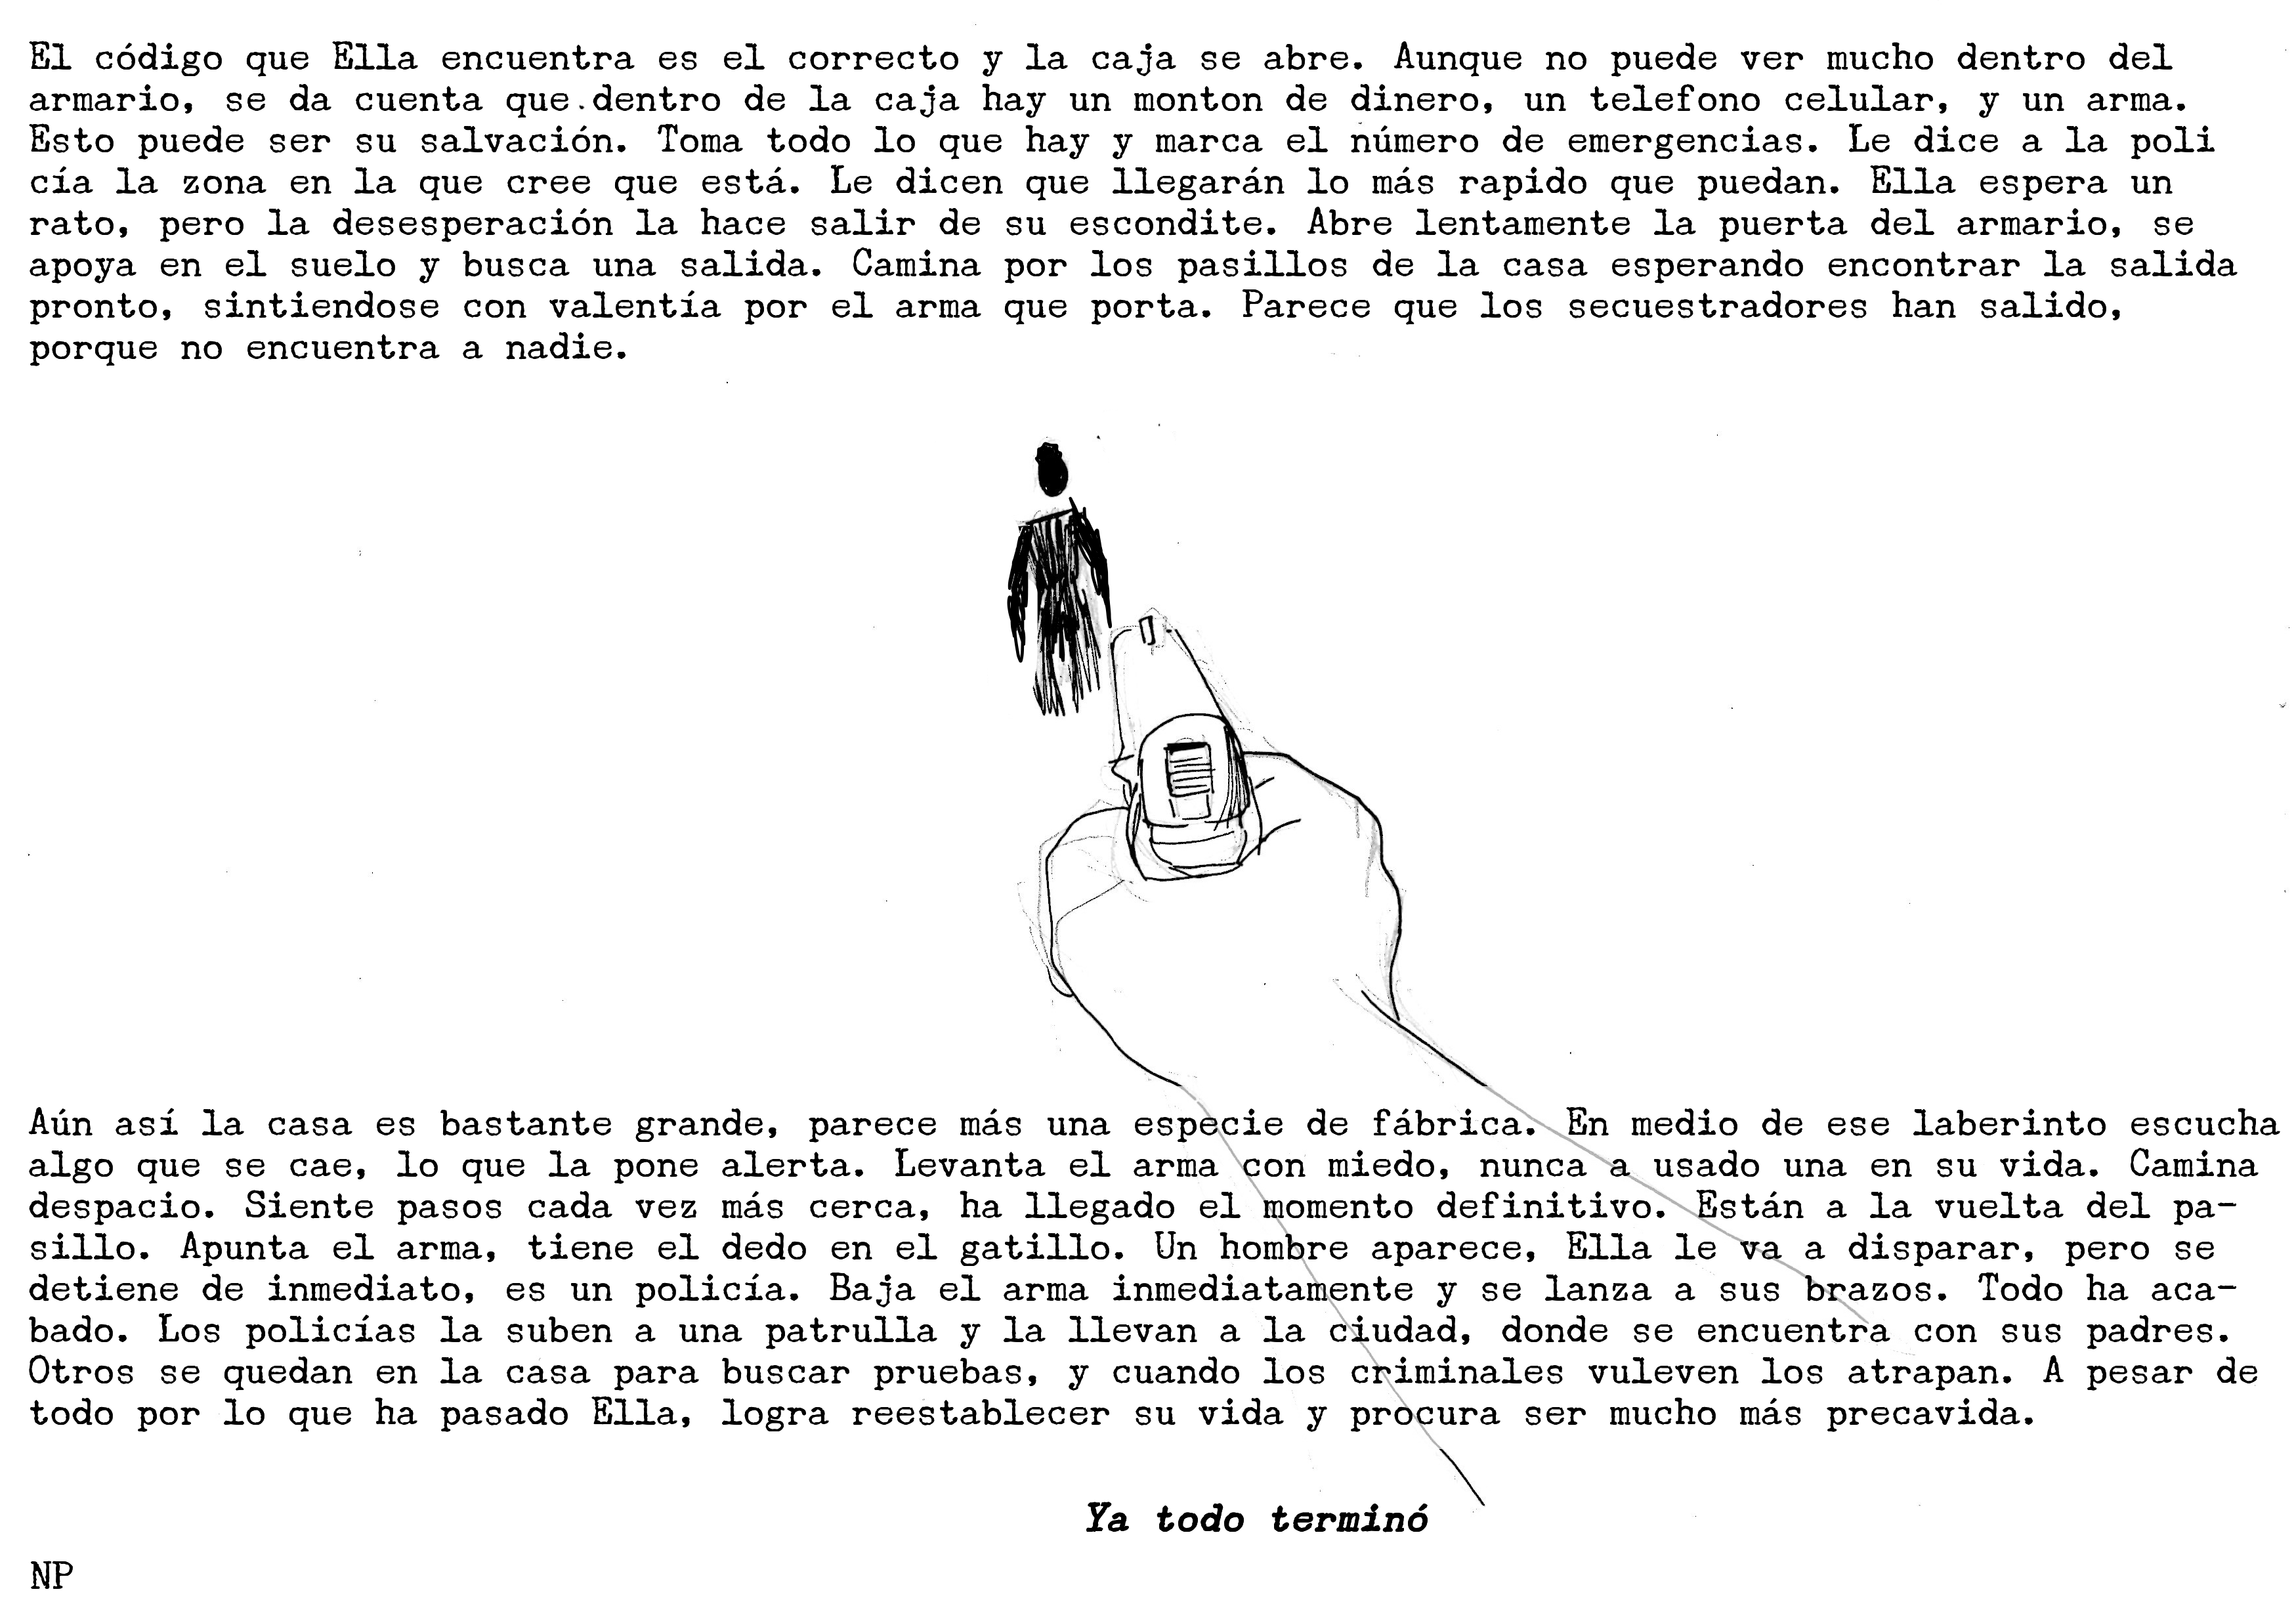 El código que Ella encuentra es el correcto y la caja se abre. Aunque no puede ver mucho dentro del
armario, se da cuenta que dentro de la caja hay un monton de dinero, un telefono celular, y un arma.
Esto puede ser su salvación. Toma todo lo que hay y marca el número de emergencias. Le dice a la poli
cía la zona en la que cree que está. Le dicen que llegarán lo más rapido que puedan. Ella espera un
rato, pero la desesperación la hace salir de su escondite. Abre lentamente la puerta del armario, se
apoya en el suelo y busca una salida. Camina por los pasillos de la casa esperando encontrar la salida
pronto, sintiendose con valentía por el arma que porta. Parece que los secuestradores han salido,
porque no encuentra a nadie.
Aún así la casa es bastante grande, parece más una especie de fábrica. En medio de ese laberinto escucha
algo que se cae, lo que la pone alerta. Levanta el arma con miedo, nunca a usado una en su vida. Camina
despacio. Siente pasos cada vez más cerca, ha llegado el momento definitivo. Están a la vuelta del pa-
sillo. Apunta el arma, tiene el dedo en el gatillo. Un hombre aparece, Ella le va a disparar, pero se
detiene de inmediato, es un policía. Baja el arma inmediatamente y se lanza a sus brazos. Todo ha aca-
bado. Los policías la suben a una patrulla y la llevan a la ciudad, donde se encuentra con sus padres.
Otros se quedan en la casa para buscar pruebas, y cuando los criminales vuleven los atrapan. A pesar de
todo por lo que ha pasado Ella, logra reestablecer su vida y procura ser mucho más precavida.
Ya todo terminó
NP